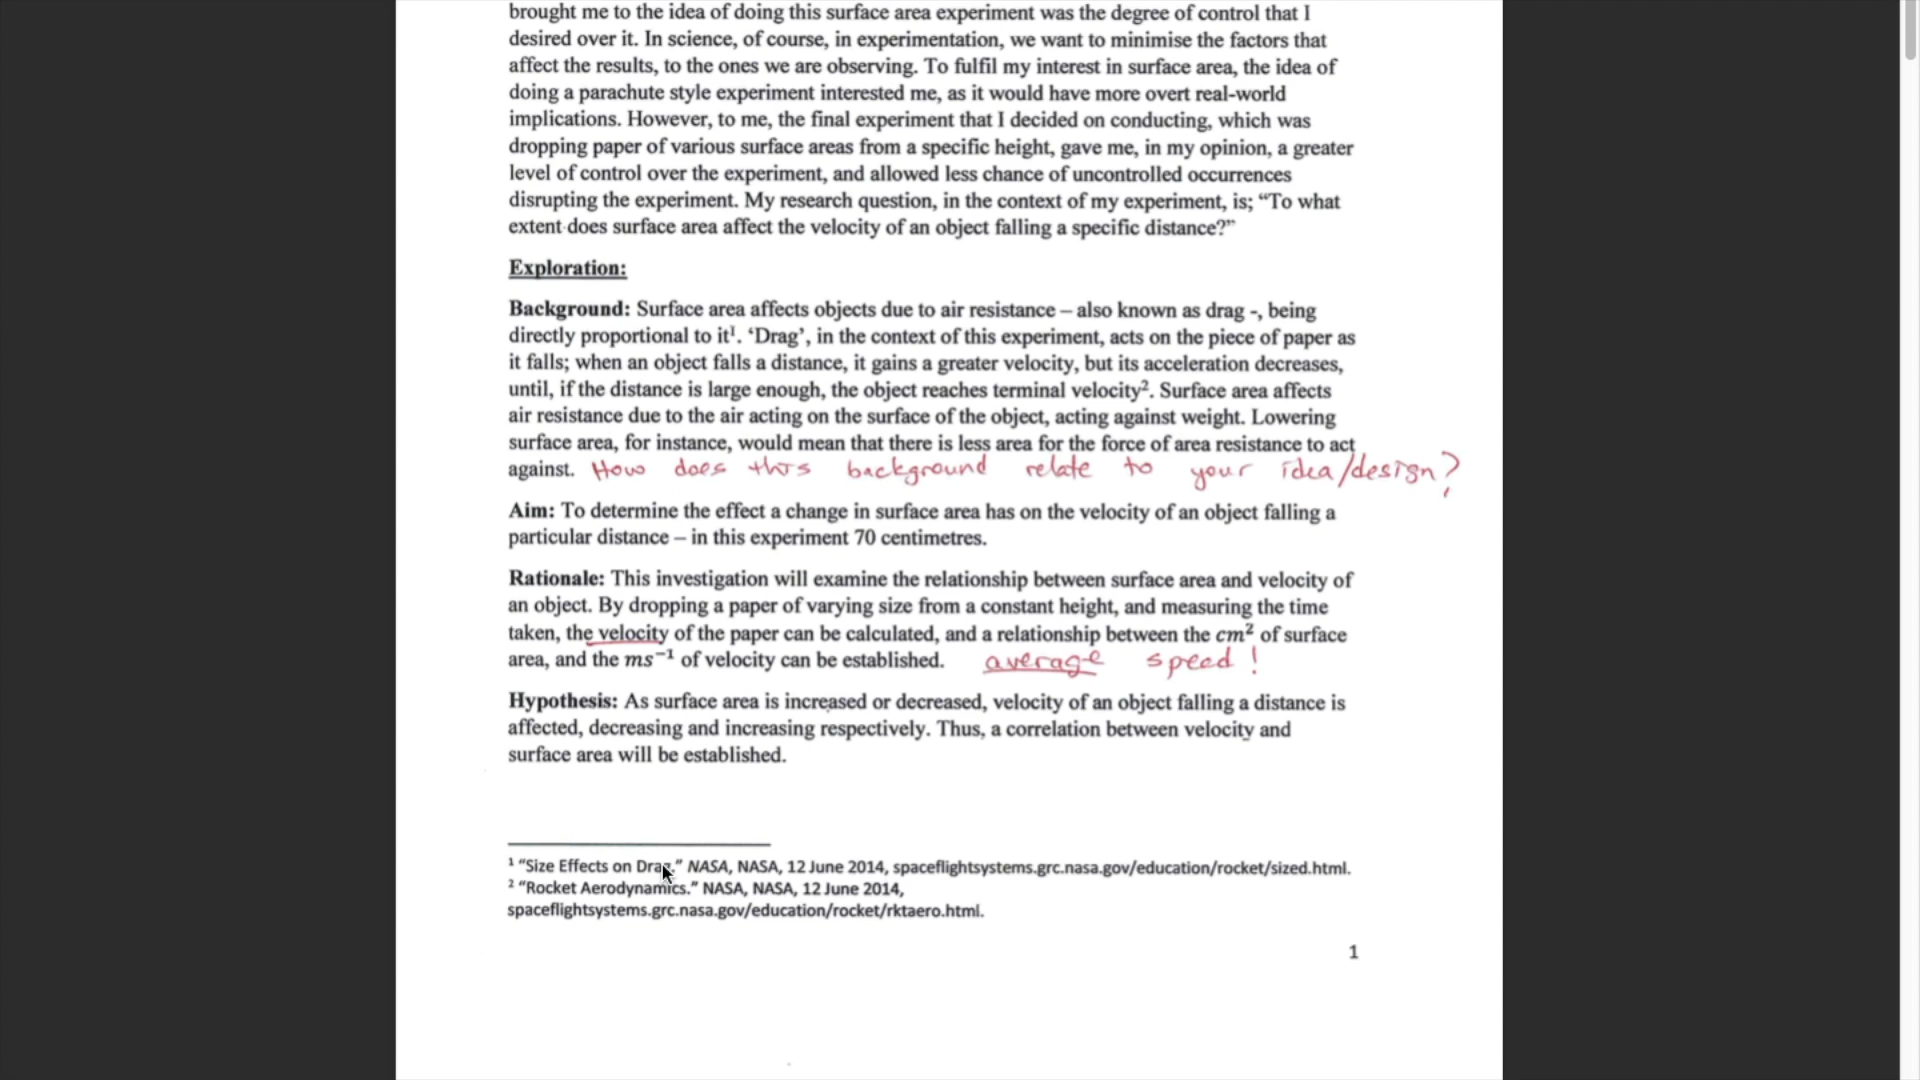 brought me to the idea of doing this surface area experiment was the degree of control that I
desired over it. In science, of course, in experimentation, we want to minimise the factors that
affect the results, to the ones we are observing. To fulfil my interest in surface area, the idea of
doing a parachute style experiment interested me, as it would have more overt real-world
implications. However, to me, the final experiment that I decided on conducting, which was
dropping paper of various surface areas from a specific height, gave me, in my opinion, a greater
level of control over the experiment, and allowed less chance of uncontrolled occurrences
disrupting the experiment. My research question, in the context of my experiment, is; “To what
extent does surface area affect the velocity of an object falling a specific distance?”
Exploration:
Background: Surface area affects objects due to air resistance – also known as drag -, being
directly proportional to it¹. ‘Drag’, in the context of this experiment, acts on the piece of paper as
it falls; when an object falls a distance, it gains a greater velocity, but its acceleration decreases,
until, if the distance is large enough, the object reaches terminal velocity². Surface area affects
air resistance due to the air acting on the surface of the object, acting against weight. Lowering
surface area, for instance, would mean that there is less area for the force of area resistance to act
against. How does this background relate to your idea/design?
Aim: To determine the effect a change in surface area has on the velocity of an object falling a
particular distance – in this experiment 70 centimetres.
Rationale: This investigation will examine the relationship between surface area and velocity of
an object. By dropping a paper of varying size from a constant height, and measuring the time
taken, the velocity of the paper can be calculated, and a relationship between the cm² of surface
area, and the ms⁻¹ of velocity can be established. average speed!
Hypothesis: As surface area is increased or decreased, velocity of an object falling a distance is
affected, decreasing and increasing respectively. Thus, a correlation between velocity and
surface area will be established.
¹ “Size Effects on Drag.” NASA, NASA, 12 June 2014, spaceflightsystems.grc.nasa.gov/education/rocket/sized.html.
² “Rocket Aerodynamics.” NASA, NASA, 12 June 2014,
spaceflightsystems.grc.nasa.gov/education/rocket/rktaero.html.
1